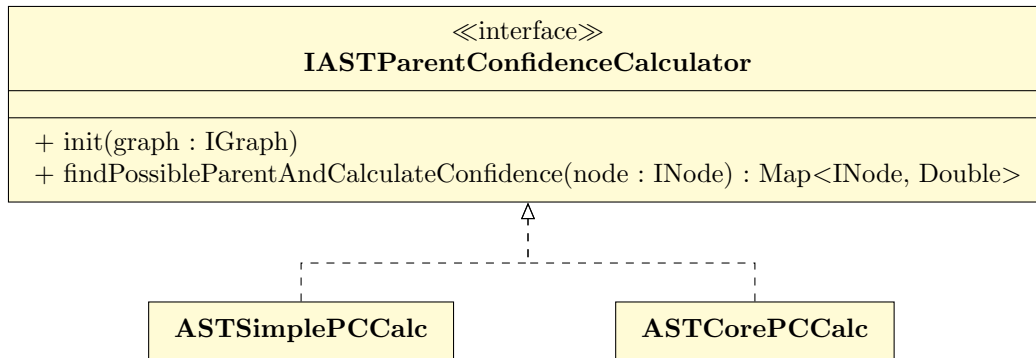 ≪interface≫
IASTParentConfidenceCalculator
+ init(graph : IGraph)
+ findPossibleParentAndCalculateConfidence(node : INode) : Map<INode, Double>
ASTSimplePCCalc
ASTCorePCCalc